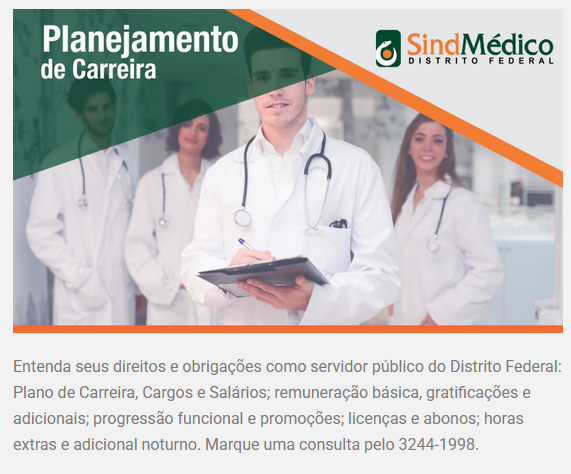 Planejamento
de Carreira
SindMédico
DISTRITO FEDERAL
Entenda seus direitos e obrigações como servidor público do Distrito Federal:
Plano de Carreira, Cargos e Salários; remuneração básica, gratificações e
adicionais; progressão funcional e promoções; licenças e abonos; horas
extras e adicional noturno. Marque uma consulta pelo 3244-1998.